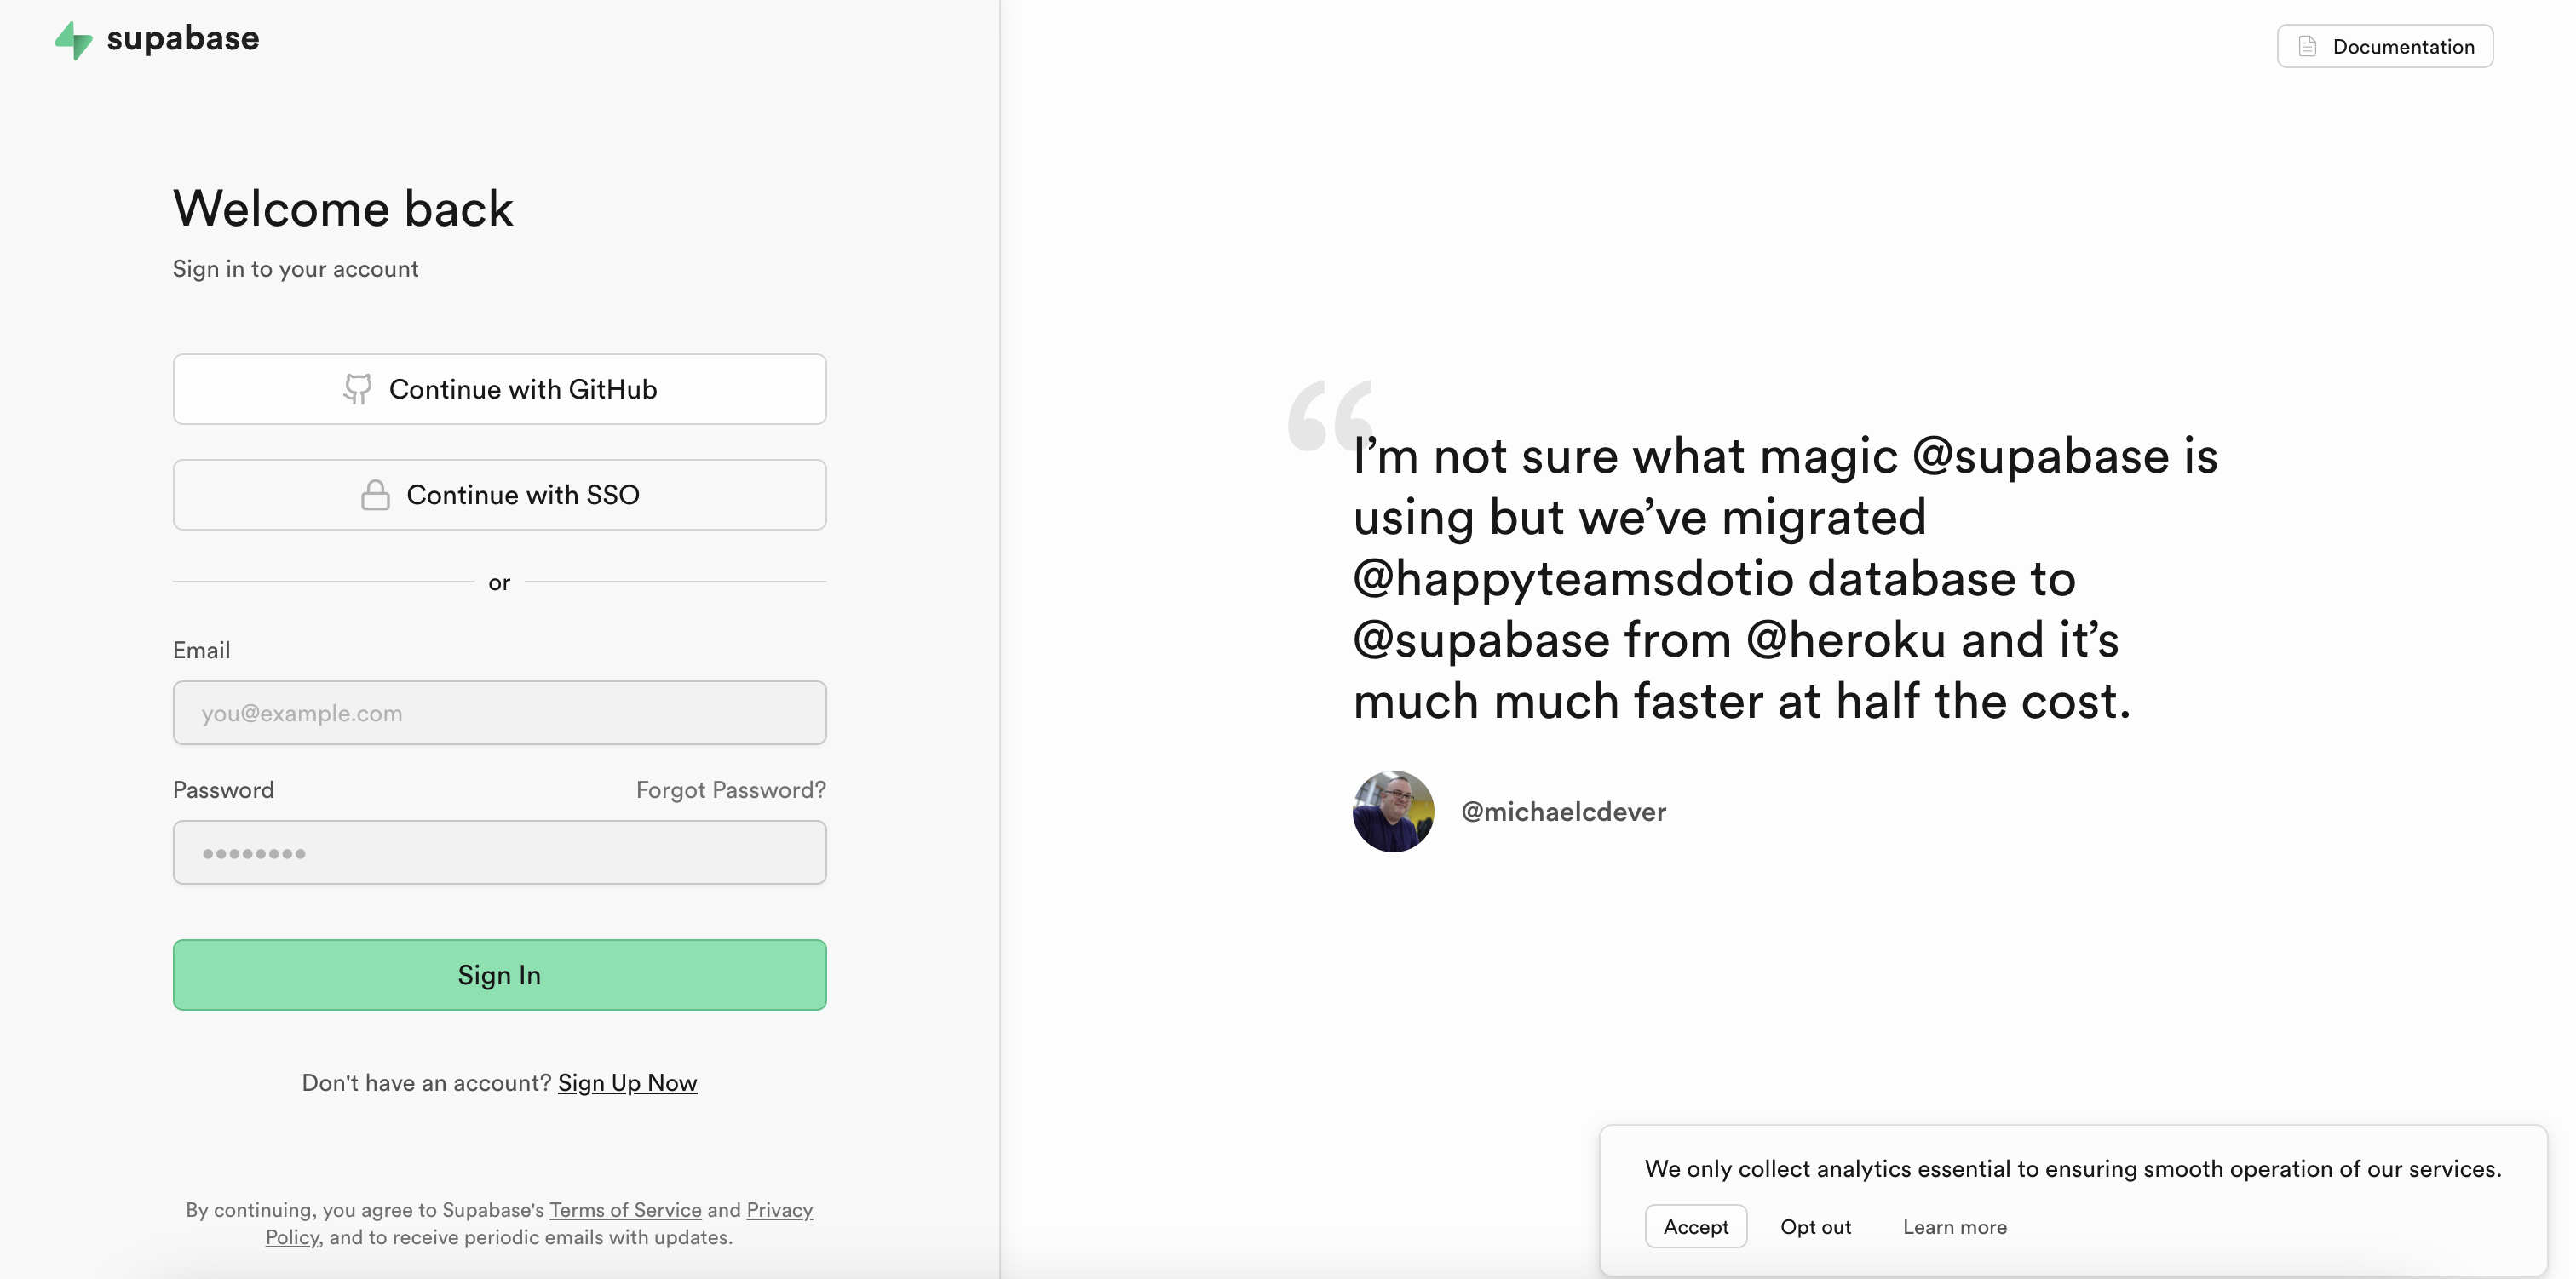 supabase
Documentation
Welcome back
Sign in to your account
Continue with GitHub
Continue with SSO
or
Email
you@example.com
Password
Forgot Password?
••••••••
Sign In
Don't have an account? Sign Up Now
By continuing, you agree to Supabase's Terms of Service and Privacy
Policy, and to receive periodic emails with updates.
“
I’m not sure what magic @supabase is
using but we’ve migrated
@happyteamsdotio database to
@supabase from @heroku and it’s
much much faster at half the cost.
@michaelcdever
We only collect analytics essential to ensuring smooth operation of our services.
Accept
Opt out
Learn more